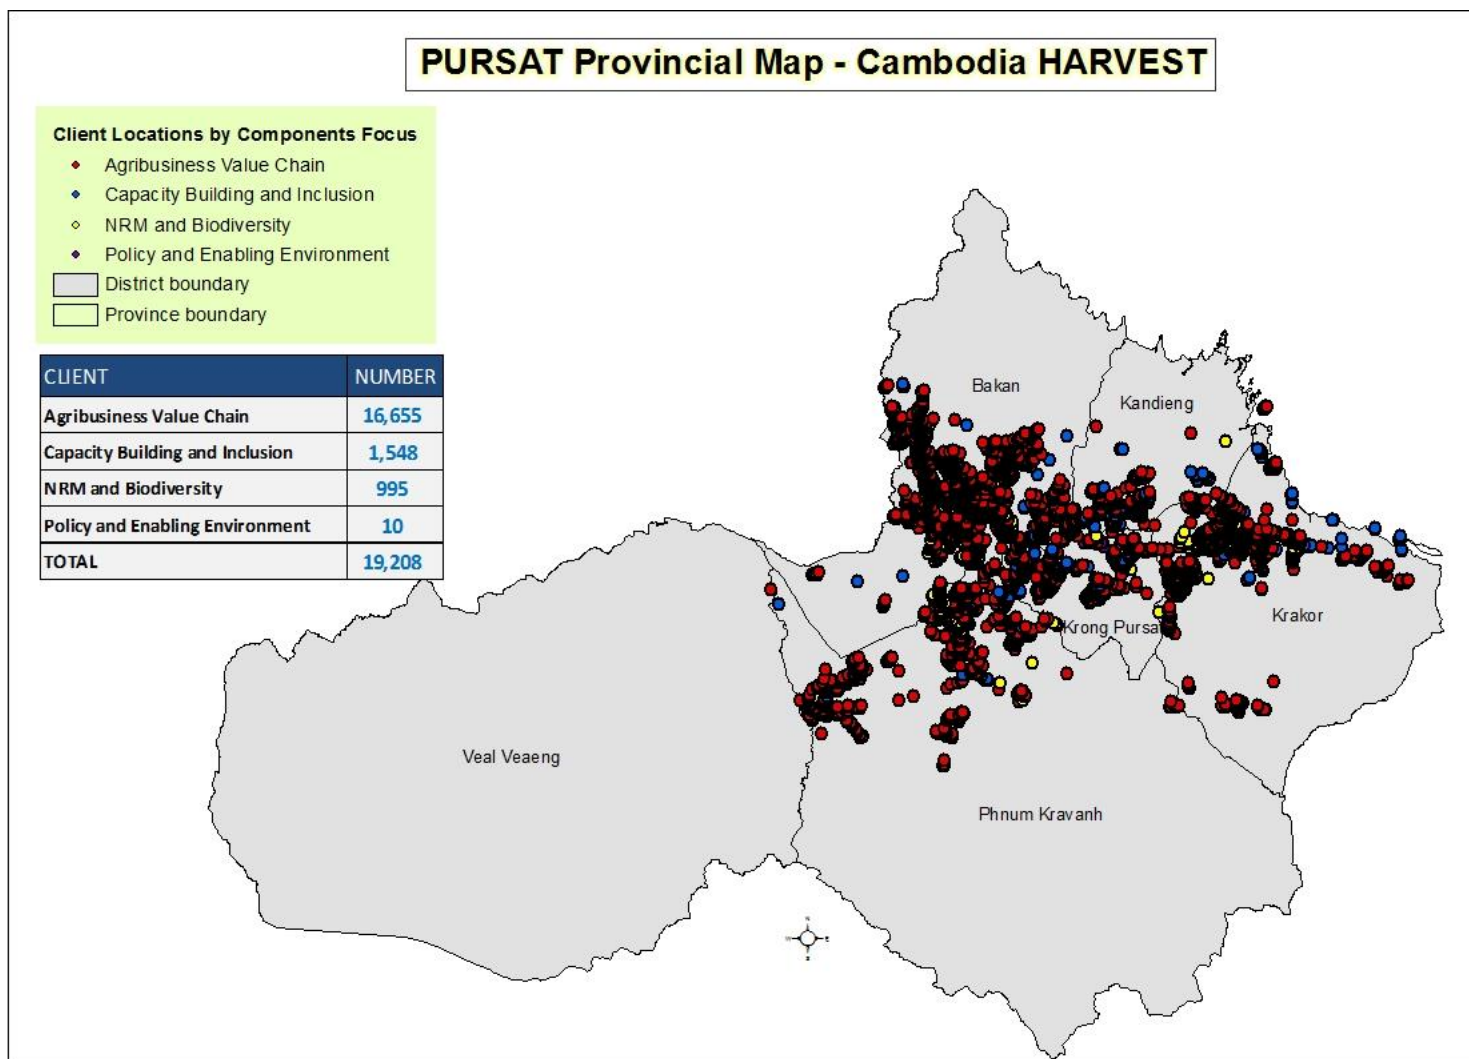 PURSAT Provincial Map - Cambodia HARVEST
Client Locations by Components Focus
Agribusiness Value Chain
Capacity Building and Inclusion
NRM and Biodiversity
Policy and Enabling Environment
District boundary
Province boundary
CLIENT NUMBER
Agribusiness Value Chain 16,655
Capacity Building and Inclusion 1,548
NRM and Biodiversity 995
Policy and Enabling Environment 10
TOTAL 19,208
Bakan
Kandieng
Krong Pursat
Krakor
Veal Veaeng
Phnum Kravanh
N
W E
S